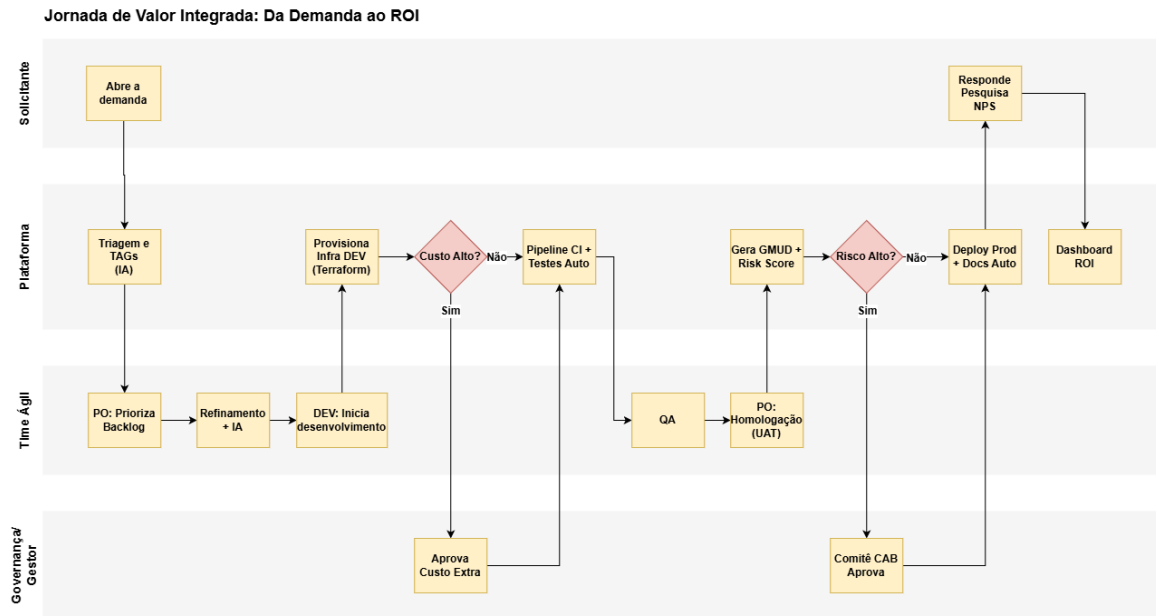 Jornada de Valor Integrada: Da Demanda ao ROI
Solicitante
Abre a
demanda
Responde
Pesquisa
NPS
Plataforma
Triagem e
TAGs
(IA)
Provisiona
Infra DEV
(Terraform)
Custo Alto?
Não
Sim
Pipeline CI +
Testes Auto
Gera GMUD +
Risk Score
Risco Alto?
Não
Sim
Deploy Prod
+ Docs Auto
Dashboard
ROI
Time Ágil
PO: Prioriza
Backlog
Refinamento
+ IA
DEV: Inicia
desenvolvimento
QA
PO:
Homologação
(UAT)
Governança/
Gestor
Aprova
Custo Extra
Comitê CAB
Aprova